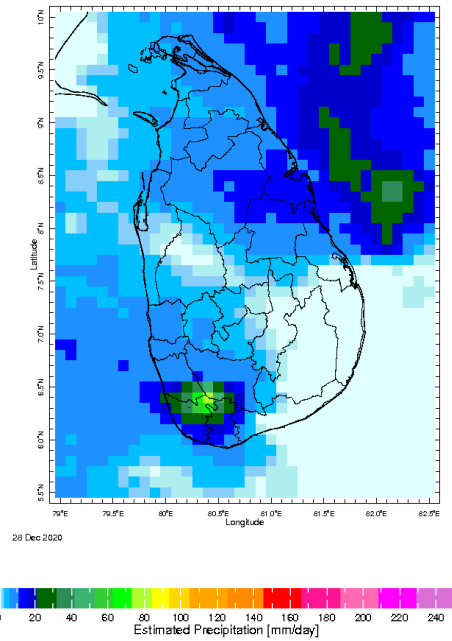 10°N
9.5°N
9°N
8.5°N
8°N
7.5°N
7.0°N
6.5°N
6.0°N
5.5°N
Latitude
79°E 79.5°E 80°E 80.5°E 81°E 81.5°E 82°E 82.5°E
Longitude
28 Dec 2020
0 20 40 60 80 100 120 140 160 180 200 220 240
Estimated Precipitation [mm/day]